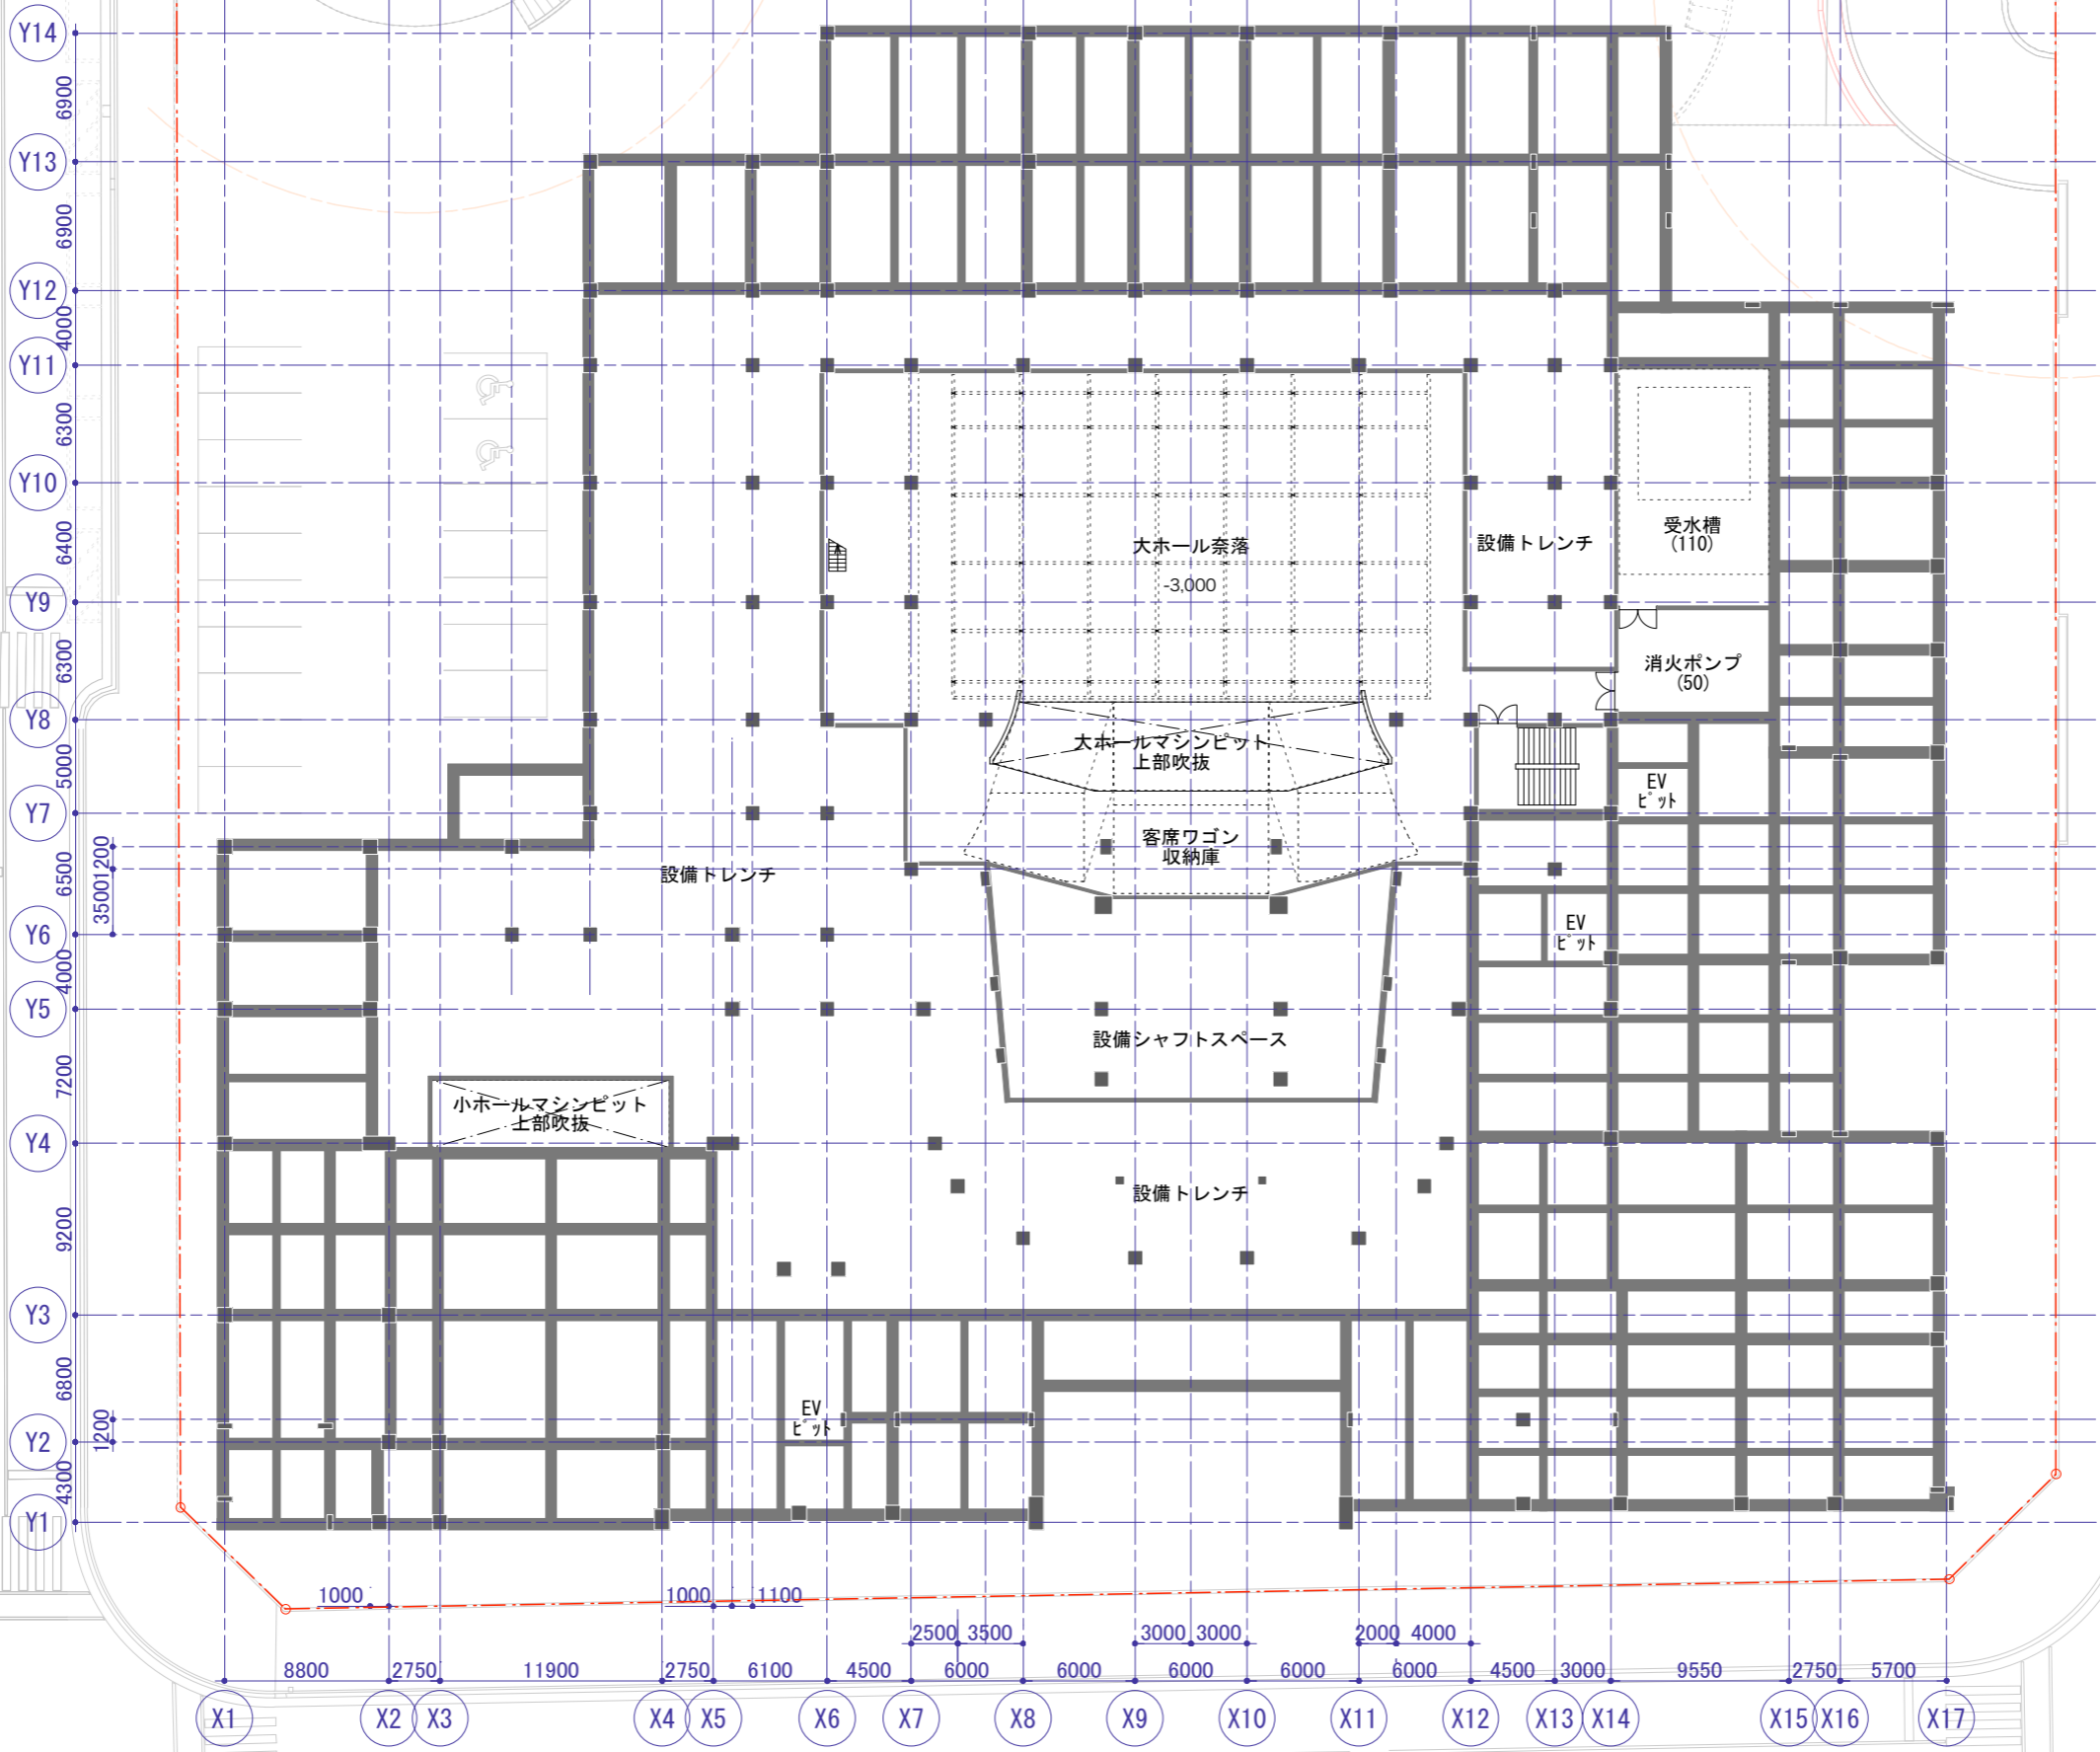 Y14
6900
Y13
6900
Y12
4000
Y11
6300
Y10
6400
Y9
6300
Y8
5000
Y7
1200
6500
3500
Y6
4000
Y5
7200
Y4
9200
Y3
6800
1200
Y2
4300
Y1
大ホール奈落
-3,000
設備トレンチ
受水槽
(110)
消火ポンプ
(50)
大ホールマシンピット
上部吹抜
EV
ピット
客席ワゴン
収納庫
設備トレンチ
EV
ピット
設備シャフトスペース
小ホールマシンピット
上部吹抜
設備トレンチ
EV
ピット
1000 1000 1100
2500 3500 3000 3000 2000 4000
8800 2750 11900 2750 6100 4500 6000 6000 6000 6000 6000 4500 3000 9550 2750 5700
X1 X2 X3 X4 X5 X6 X7 X8 X9 X10 X11 X12 X13 X14 X15 X16 X17